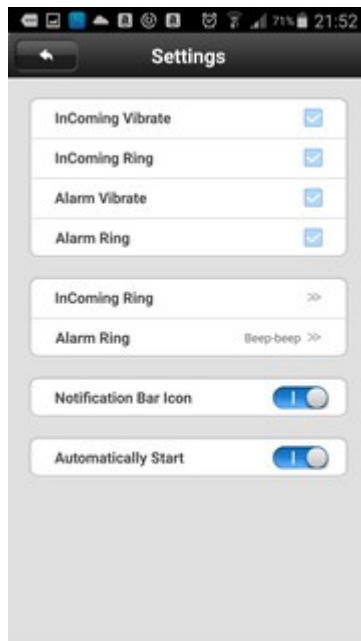 71% 21:52
Settings
InComing Vibrate
InComing Ring
Alarm Vibrate
Alarm Ring
InComing Ring >>
Alarm Ring Beep-beep >>
Notification Bar Icon
Automatically Start